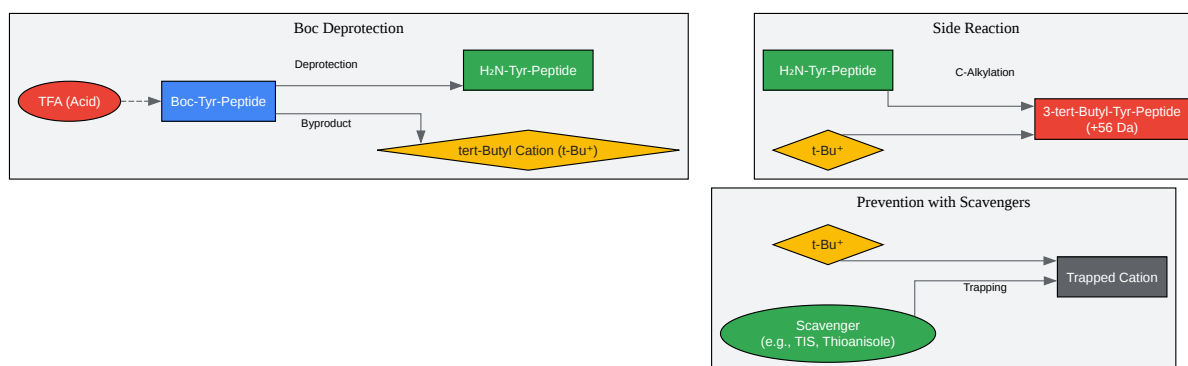 Boc Deprotection
TFA (Acid)
Boc-Tyr-Peptide
Deprotection
H₂N-Tyr-Peptide
Byproduct
tert-Butyl Cation (t-Bu⁺)
Side Reaction
H₂N-Tyr-Peptide
C-Alkylation
3-tert-Butyl-Tyr-Peptide
(+56 Da)
t-Bu⁺
Prevention with Scavengers
t-Bu⁺
Trapped Cation
Trapping
Scavenger
(e.g., TIS, Thioanisole)